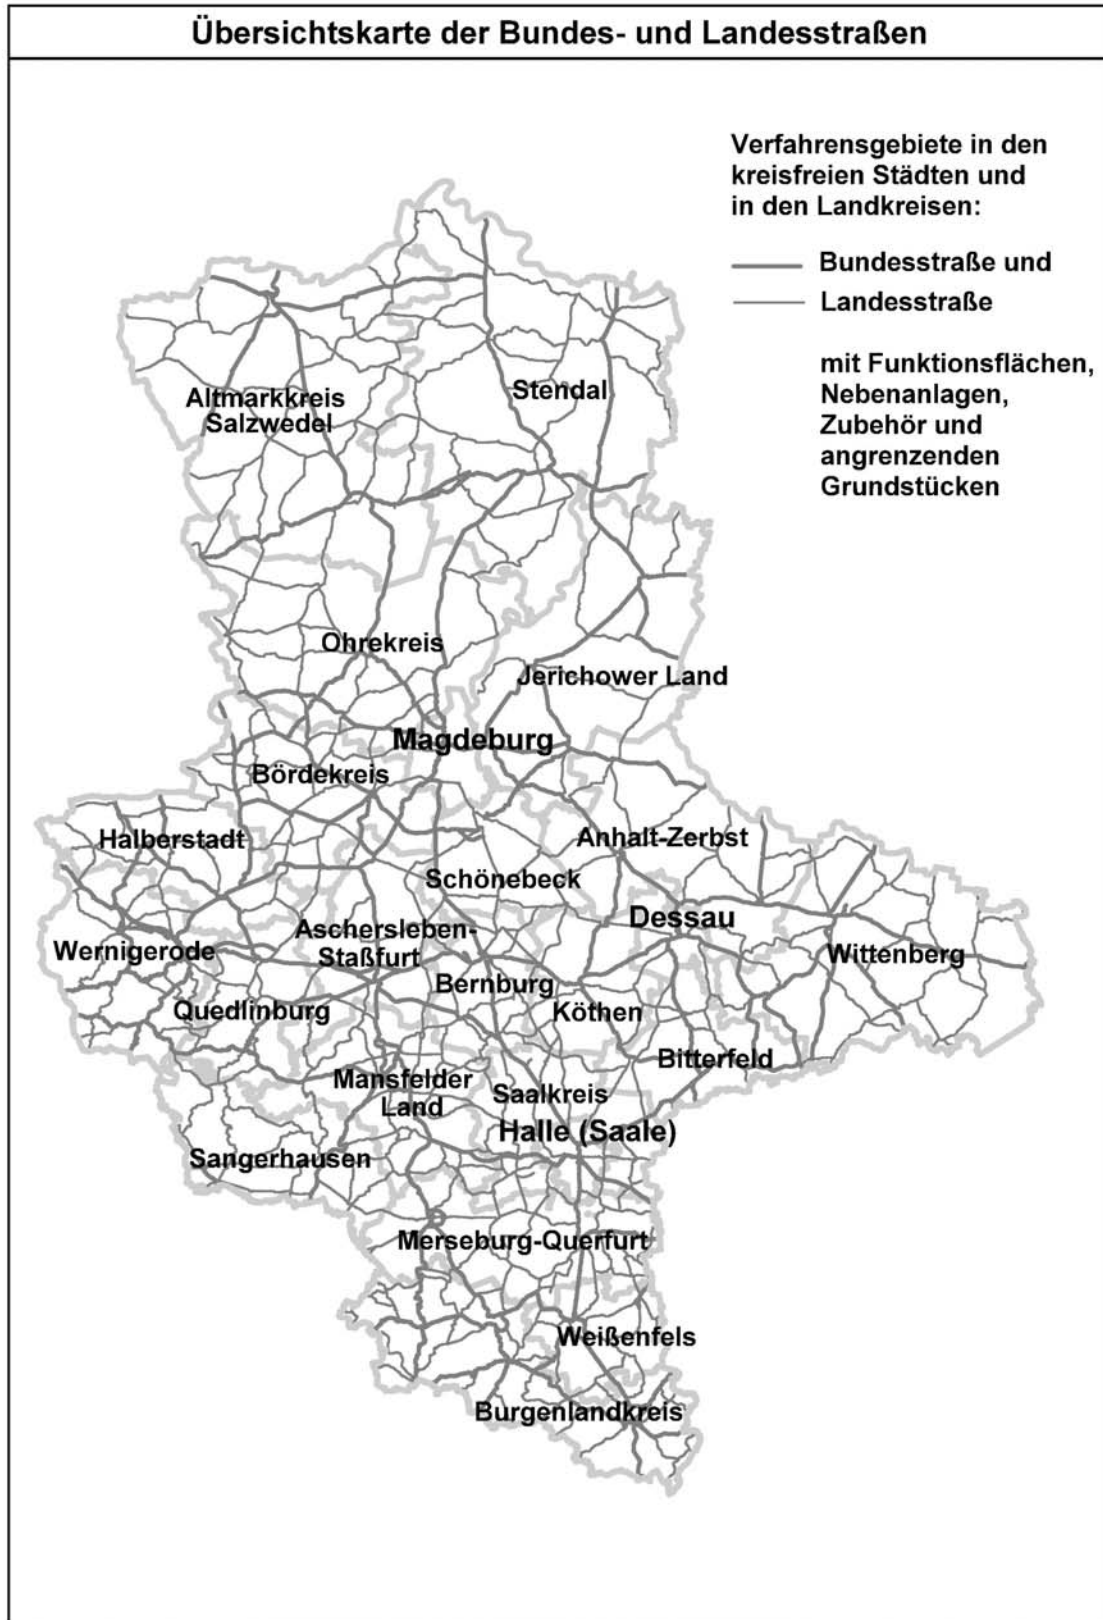 Übersichtskarte der Bundes- und Landesstraßen
Verfahrensgebiete in den
kreisfreien Städten und
in den Landkreisen:
Bundesstraße und
Landesstraße
mit Funktionsflächen,
Nebenanlagen,
Zubehör und
angrenzenden
Grundstücken
Altmarkkreis
Salzwedel
Stendal
Ohrekreis
Jerichower Land
Magdeburg
Bördekreis
Halberstadt
Anhalt-Zerbst
Schönebeck
Dessau
Aschersleben-
Staßfurt
Wernigerode
Wittenberg
Bernburg
Quedlinburg
Köthen
Bitterfeld
Mansfelder
Land
Saalkreis
Halle (Saale)
Sangerhausen
Merseburg-Querfurt
Weißenfels
Burgenlandkreis